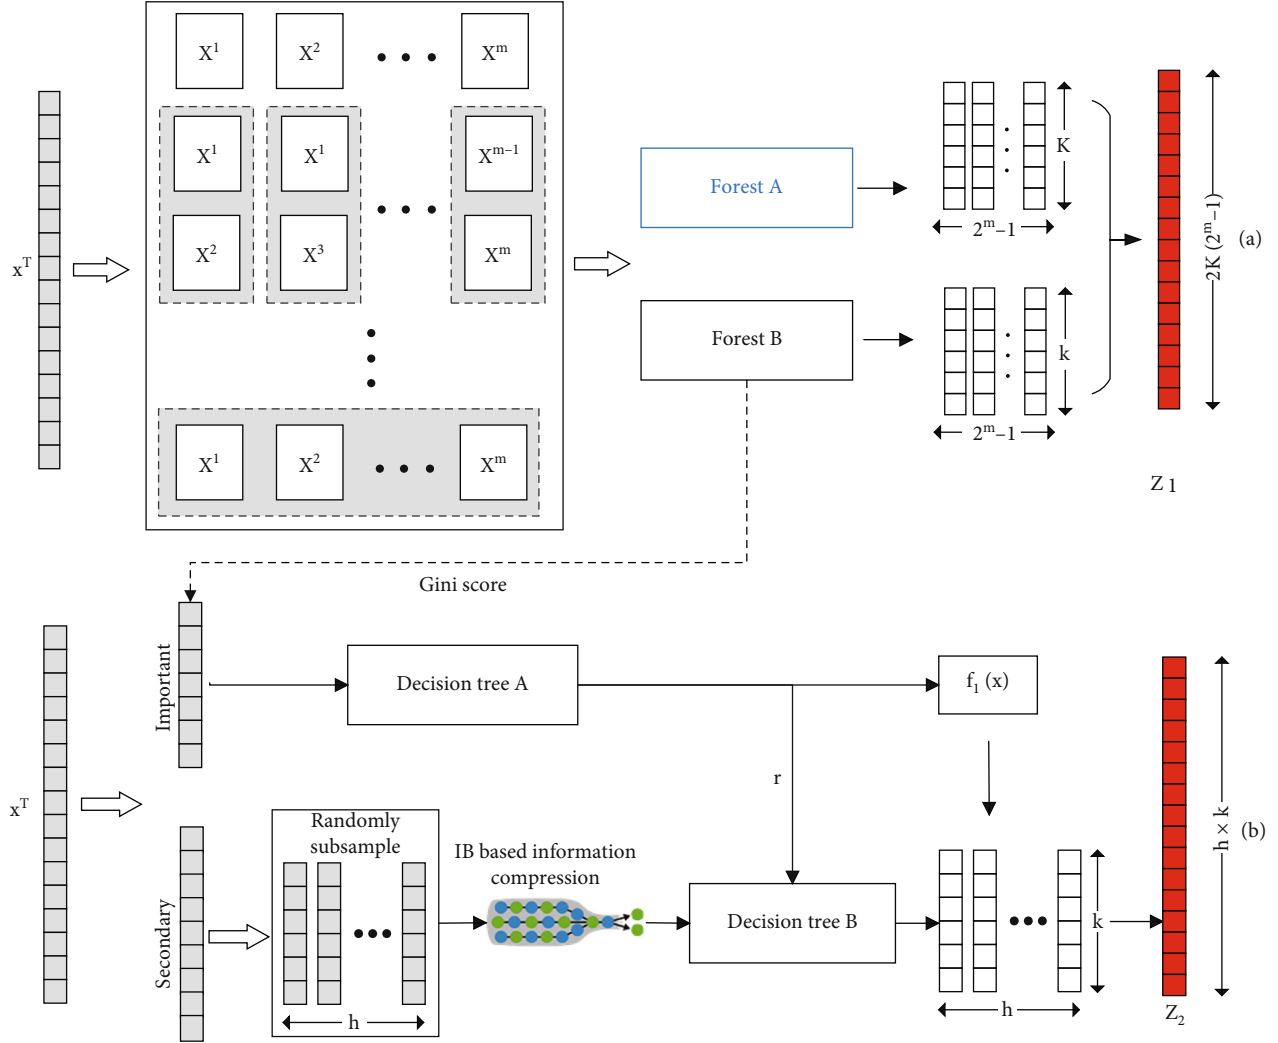 X¹ X² ••• Xᵐ
X¹ X¹ Xᵐ⁻¹
X² X³ ••• Xᵐ
X¹ X² ••• Xᵐ
xᵀ
Forest A
Forest B
K
2ᵐ–1
k
2ᵐ–1
2K (2ᵐ–1)
(a)
Z 1
Gini score
xᵀ
Important
Secondary
Decision tree A
f₁ (x)
r
Randomly
subsample
h
IB based information
compression
Decision tree B
k
h
h × k
(b)
Z₂